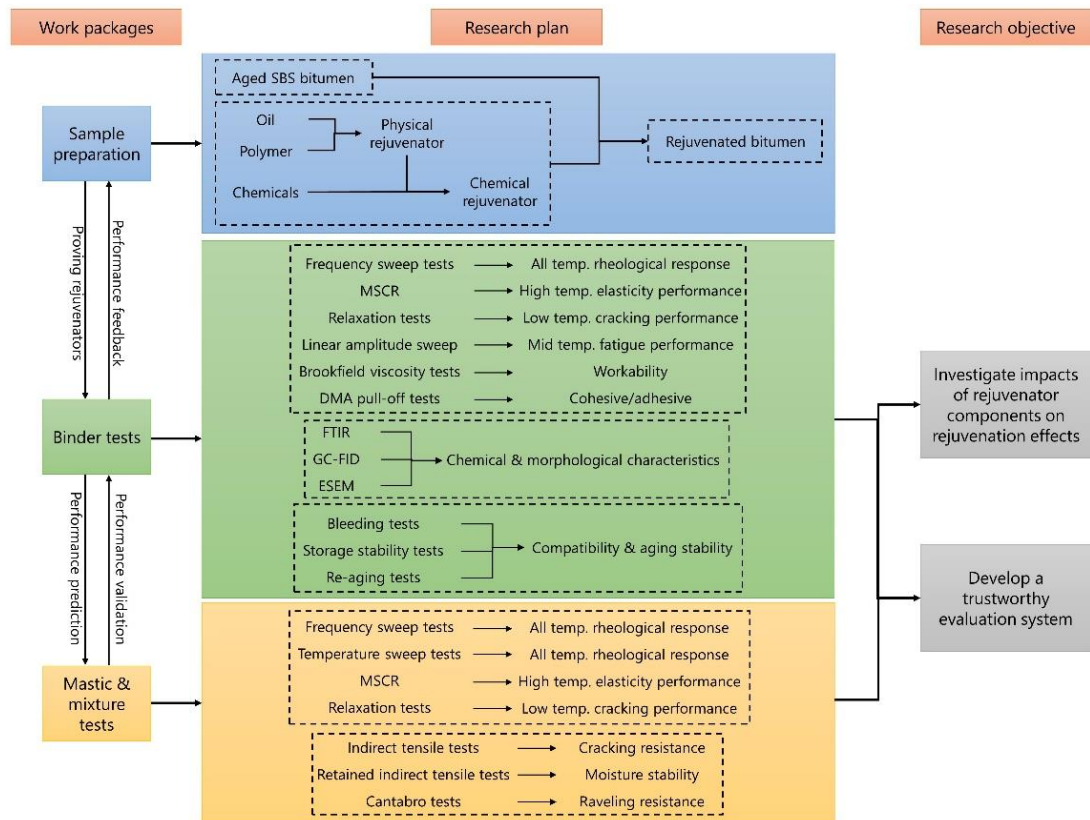 Work packages
Research plan
Research objective
Sample
preparation
Proving rejuvenators
Performance feedback
Binder tests
Performance prediction
Performance validation
Mastic &
mixture
tests
Aged SBS bitumen
Oil
Polymer
Physical
rejuvenator
Chemicals
Chemical
rejuvenator
Rejuvenated bitumen
Frequency sweep tests
All temp. rheological response
MSCR
High temp. elasticity performance
Relaxation tests
Low temp. cracking performance
Linear amplitude sweep
Mid temp. fatigue performance
Brookfield viscosity tests
Workability
DMA pull-off tests
Cohesive/adhesive
FTIR
GC-FID
ESEM
Chemical & morphological characteristics
Bleeding tests
Storage stability tests
Re-aging tests
Compatibility & aging stability
Frequency sweep tests
All temp. rheological response
Temperature sweep tests
All temp. rheological response
MSCR
High temp. elasticity performance
Relaxation tests
Low temp. cracking performance
Indirect tensile tests
Cracking resistance
Retained indirect tensile tests
Moisture stability
Cantabro tests
Raveling resistance
Investigate impacts
of rejuvenator
components on
rejuvenation effects
Develop a
trustworthy
evaluation system